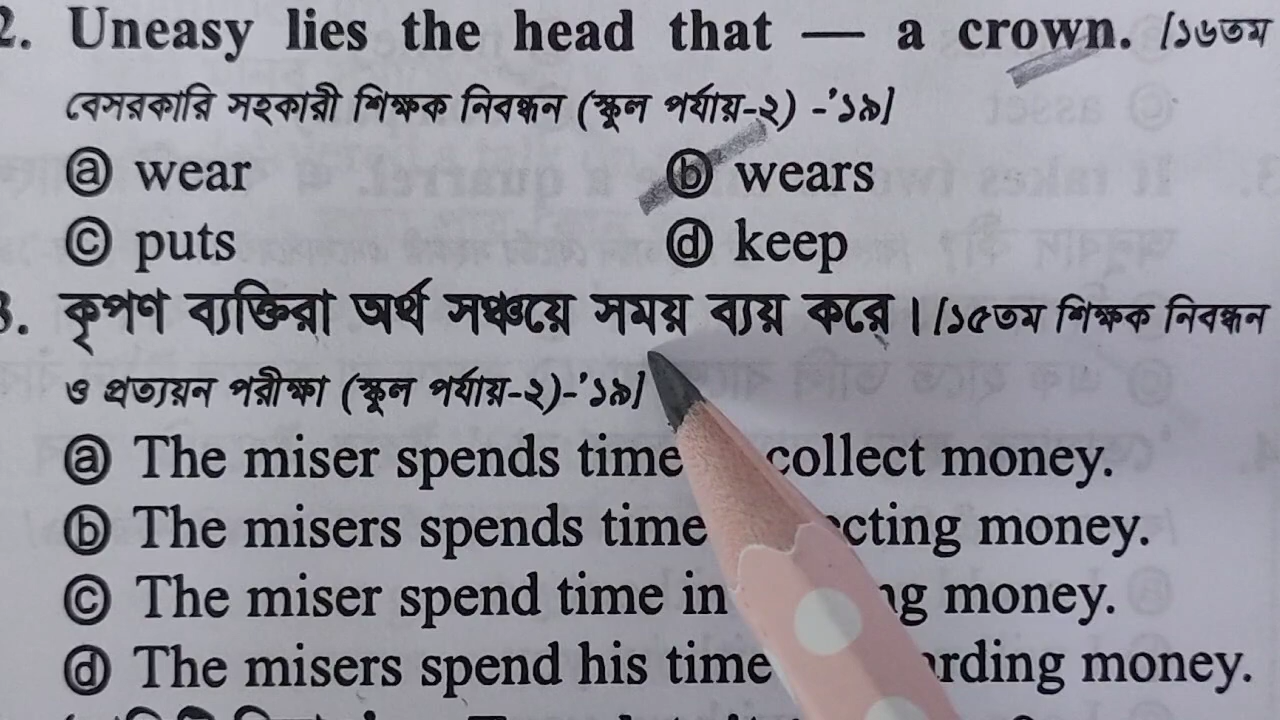 2. Uneasy lies the head that — a crown. [১৬তম
বেসরকারি সহকারী শিক্ষক নিবন্ধন (স্কুল পর্যায়-২) -'১৯]
ⓐ wear ⓑ wears
ⓒ puts ⓓ keep
3. কৃপণ ব্যক্তিরা অর্থ সঞ্চয়ে সময় ব্যয় করে। [১৫তম শিক্ষক নিবন্ধন
ও প্রত্যয়ন পরীক্ষা (স্কুল পর্যায়-২)-'১৯]
ⓐ The miser spends time collect money.
ⓑ The misers spends time money.
ⓒ The miser spend time in money.
ⓓ The misers spend his time money.